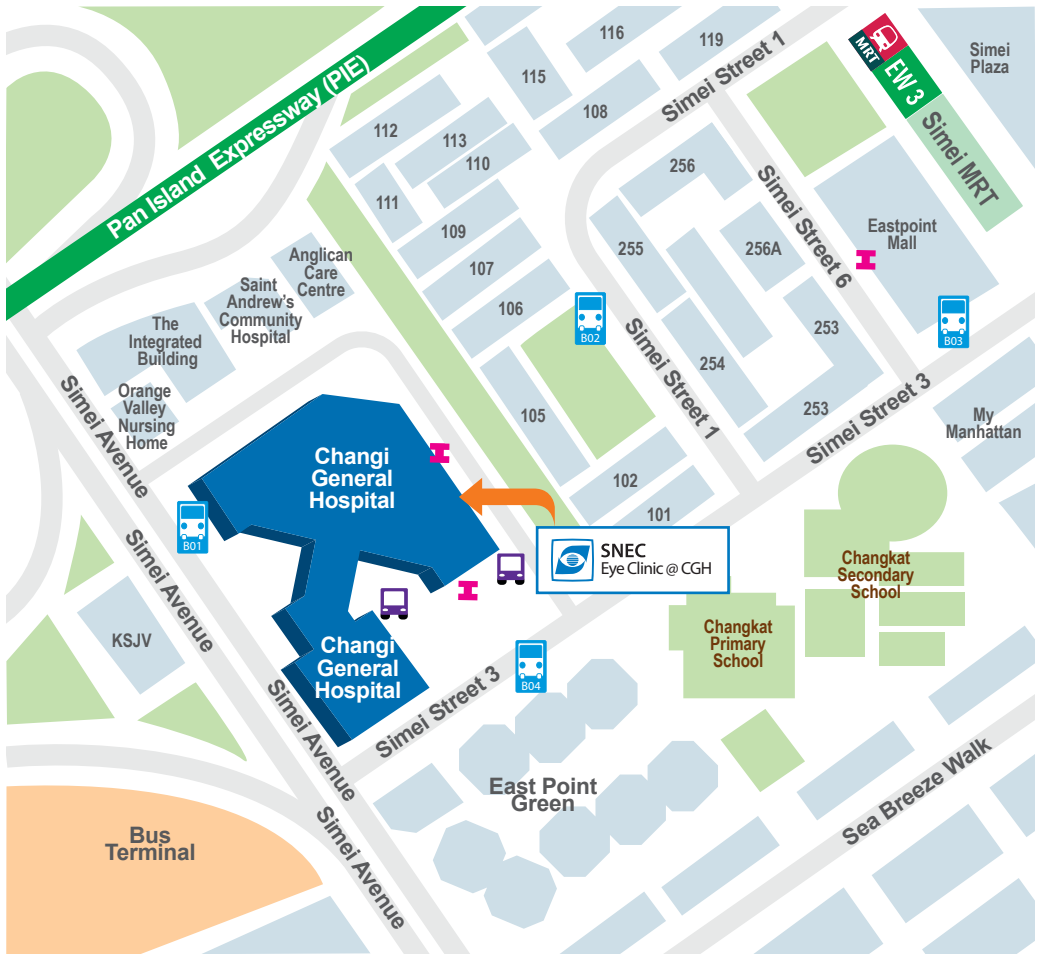 116
119
Simei Street 1
MRT
EW 3
Simei MRT
Simei
Plaza
115
108
Pan Island Expressway (PIE)
112
113
110
111
109
107
106
105
256
255
256A
254
253
253
Simei Street 6
Eastpoint
Mall
Anglican
Care
Centre
Saint
Andrew's
Community
Hospital
The
Integrated
Building
Orange
Valley
Nursing
Home
B02
B03
Simei Street 1
Simei Street 3
My
Manhattan
Simei Avenue
Changi
General
Hospital
102
101
B01
SNEC
Eye Clinic @ CGH
Changkat
Secondary
School
Simei Avenue
KSJV
Changi
General
Hospital
Changkat
Primary
School
B04
Simei Street 3
Simei Avenue
East Point
Green
Sea Breeze Walk
Bus
Terminal
Simei Avenue